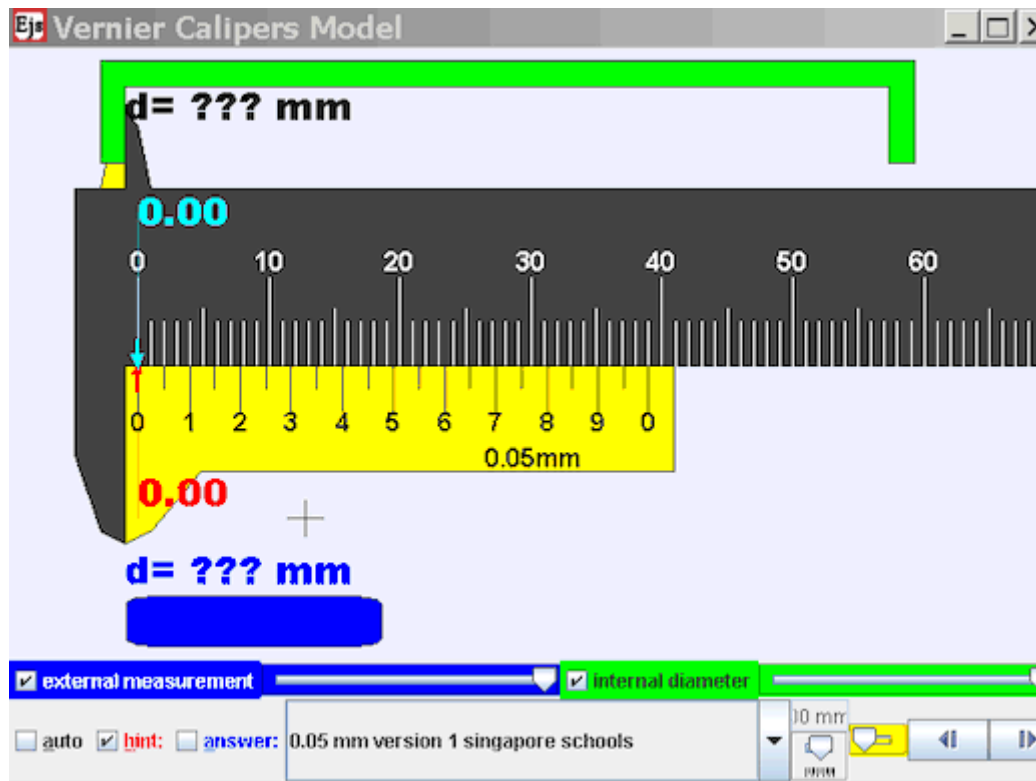 Ejs Vernier Calipers Model
d= ??? mm
0.00
0 10 20 30 40 50 60
0 1 2 3 4 5 6 7 8 9 0
0.05mm
0.00
d= ??? mm
external measurement internal diameter
auto hint: answer: 0.05 mm version 1 singapore schools